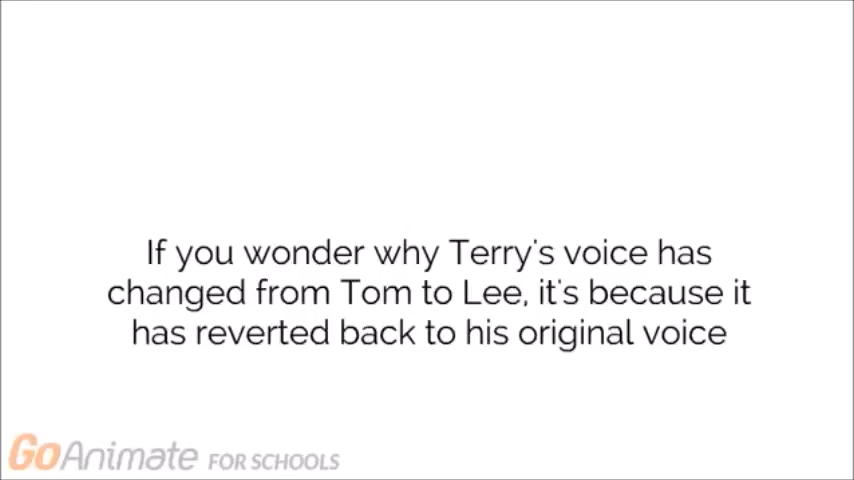 If you wonder why Terry's voice has
changed from Tom to Lee, it's because it
has reverted back to his original voice
GoAnimate FOR SCHOOLS